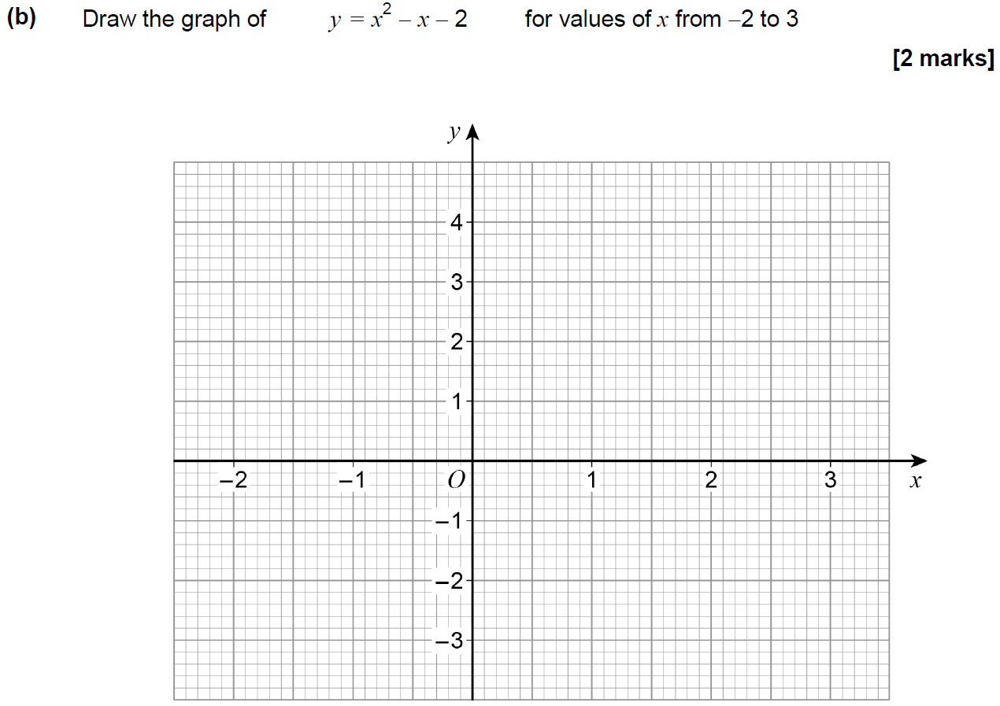 (b) Draw the graph of y = x² – x – 2 for values of x from –2 to 3
[2 marks]
y
4
3
2
1
–2 –1 O 1 2 3 x
–1
–2
–3